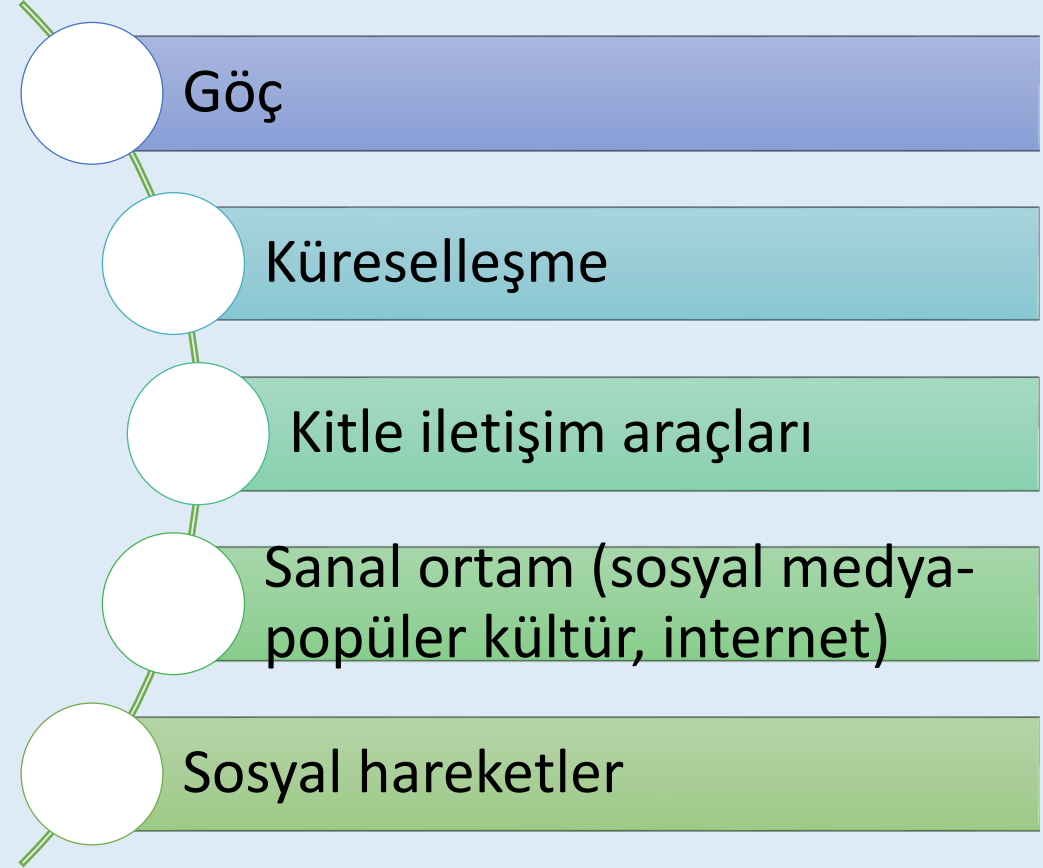 Göç
Küreselleşme
Kitle iletişim araçları
Sanal ortam (sosyal medya-
popüler kültür, internet)
Sosyal hareketler